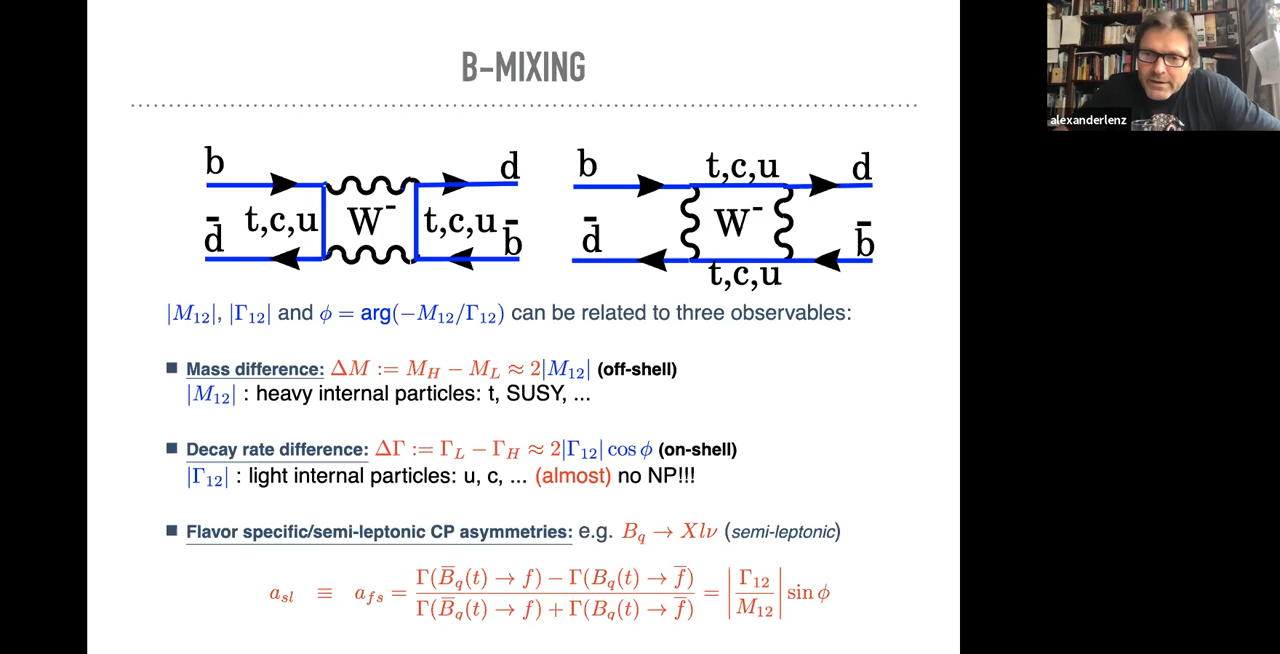 B-MIXING
alexanderlenz
b d b t,c,u d
d̄ t,c,u W⁻ t,c,u b̄ d̄ W⁻ b̄
t,c,u
|M₁₂|, |Γ₁₂| and ϕ = arg(−M₁₂/Γ₁₂) can be related to three observables:
■ Mass difference: ΔM := M_H − M_L ≈ 2|M₁₂| (off-shell)
|M₁₂| : heavy internal particles: t, SUSY, ...
■ Decay rate difference: ΔΓ := Γ_L − Γ_H ≈ 2|Γ₁₂| cos ϕ (on-shell)
|Γ₁₂| : light internal particles: u, c, ... (almost) no NP!!!
■ Flavor specific/semi-leptonic CP asymmetries: e.g. B_q → Xlν (semi-leptonic)
a_sl ≡ a_fs = Γ(B̄_q(t) → f) − Γ(B_q(t) → f̄) / Γ(B̄_q(t) → f) + Γ(B_q(t) → f̄) = |Γ₁₂/M₁₂| sin ϕ